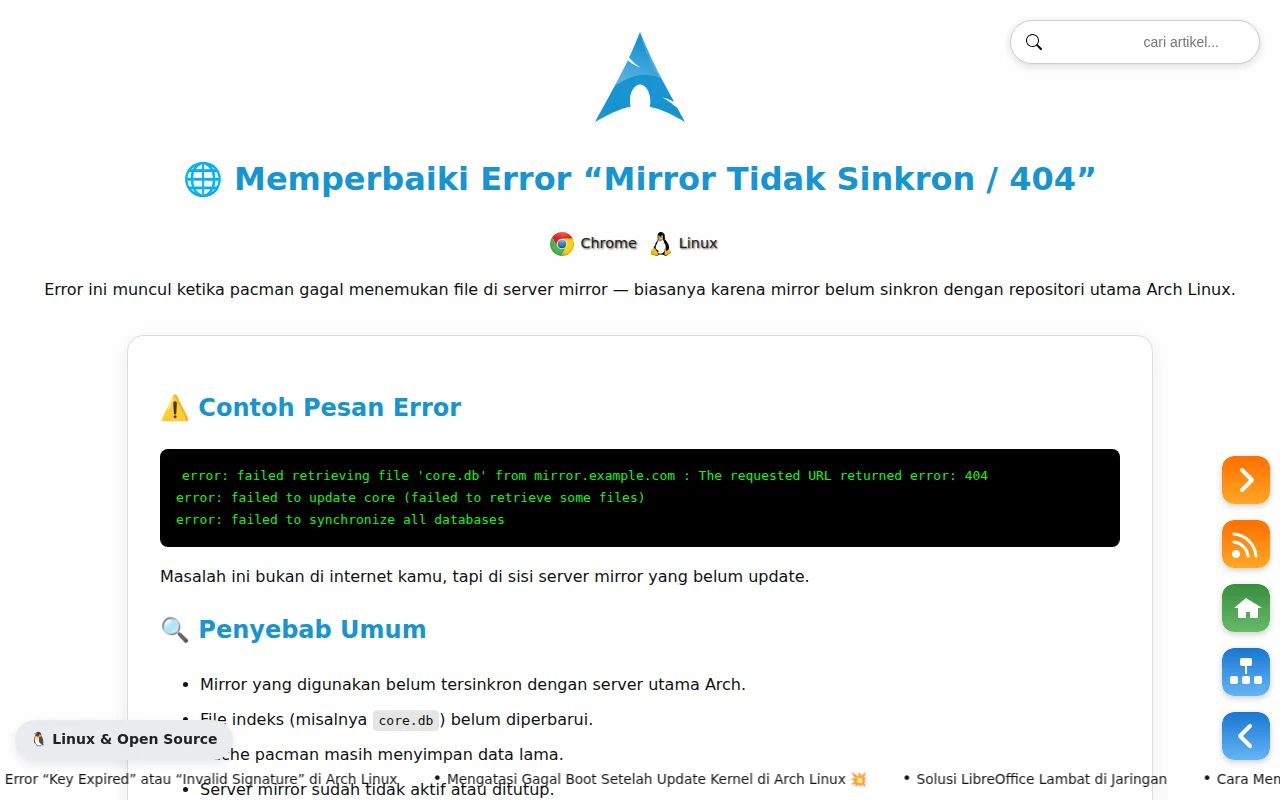 cari artikel...
🌐 Memperbaiki Error “Mirror Tidak Sinkron / 404”
Chrome Linux
Error ini muncul ketika pacman gagal menemukan file di server mirror — biasanya karena mirror belum sinkron dengan repositori utama Arch Linux.
⚠️ Contoh Pesan Error
error: failed retrieving file 'core.db' from mirror.example.com : The requested URL returned error: 404
error: failed to update core (failed to retrieve some files)
error: failed to synchronize all databases
Masalah ini bukan di internet kamu, tapi di sisi server mirror yang belum update.
🔍 Penyebab Umum
• Mirror yang digunakan belum tersinkron dengan server utama Arch.
• File indeks (misalnya core.db) belum diperbarui.
🐧 Linux & Open Source
pacman masih menyimpan data lama.
Error “Key Expired” atau “Invalid Signature” di Arch Linux • Mengatasi Gagal Boot Setelah Update Kernel di Arch Linux 💥 • Solusi LibreOffice Lambat di Jaringan • Cara
• Server mirror sudah tidak aktif atau ditutup.